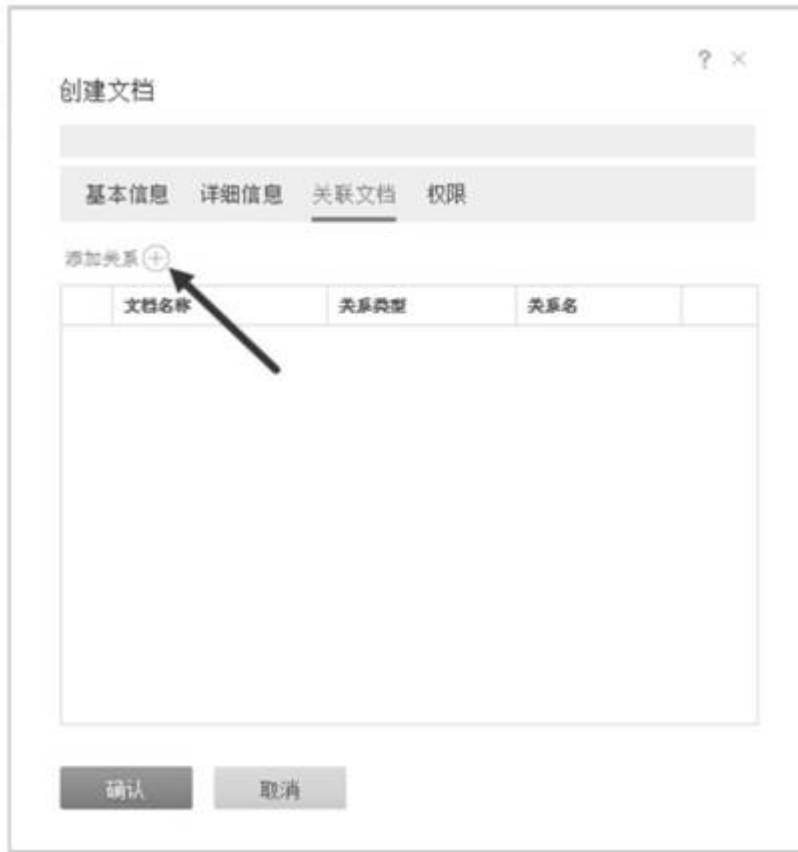 ? ×
创建文档
基本信息 详细信息 关联文档 权限
添加关系
文档名称 关系类型 关系名
确认 取消